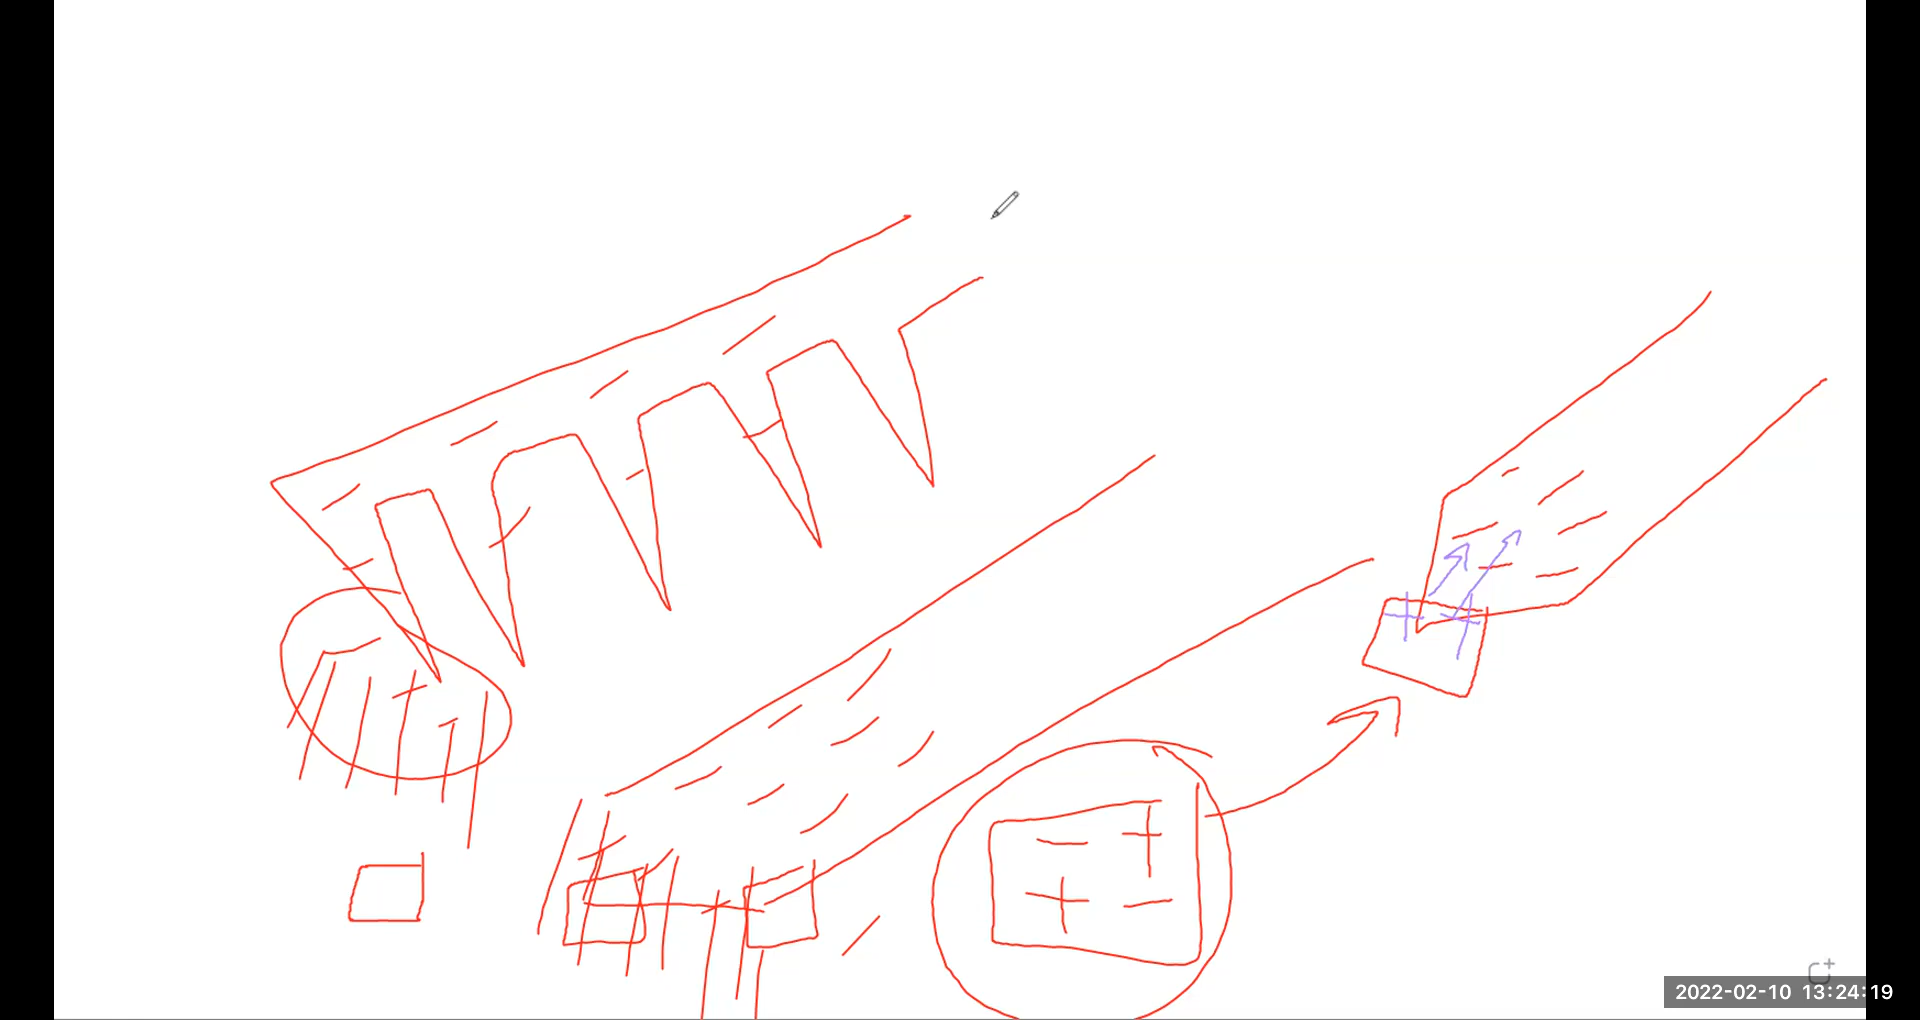 - +
+ -
+ +
2022-02-10 13:24:19